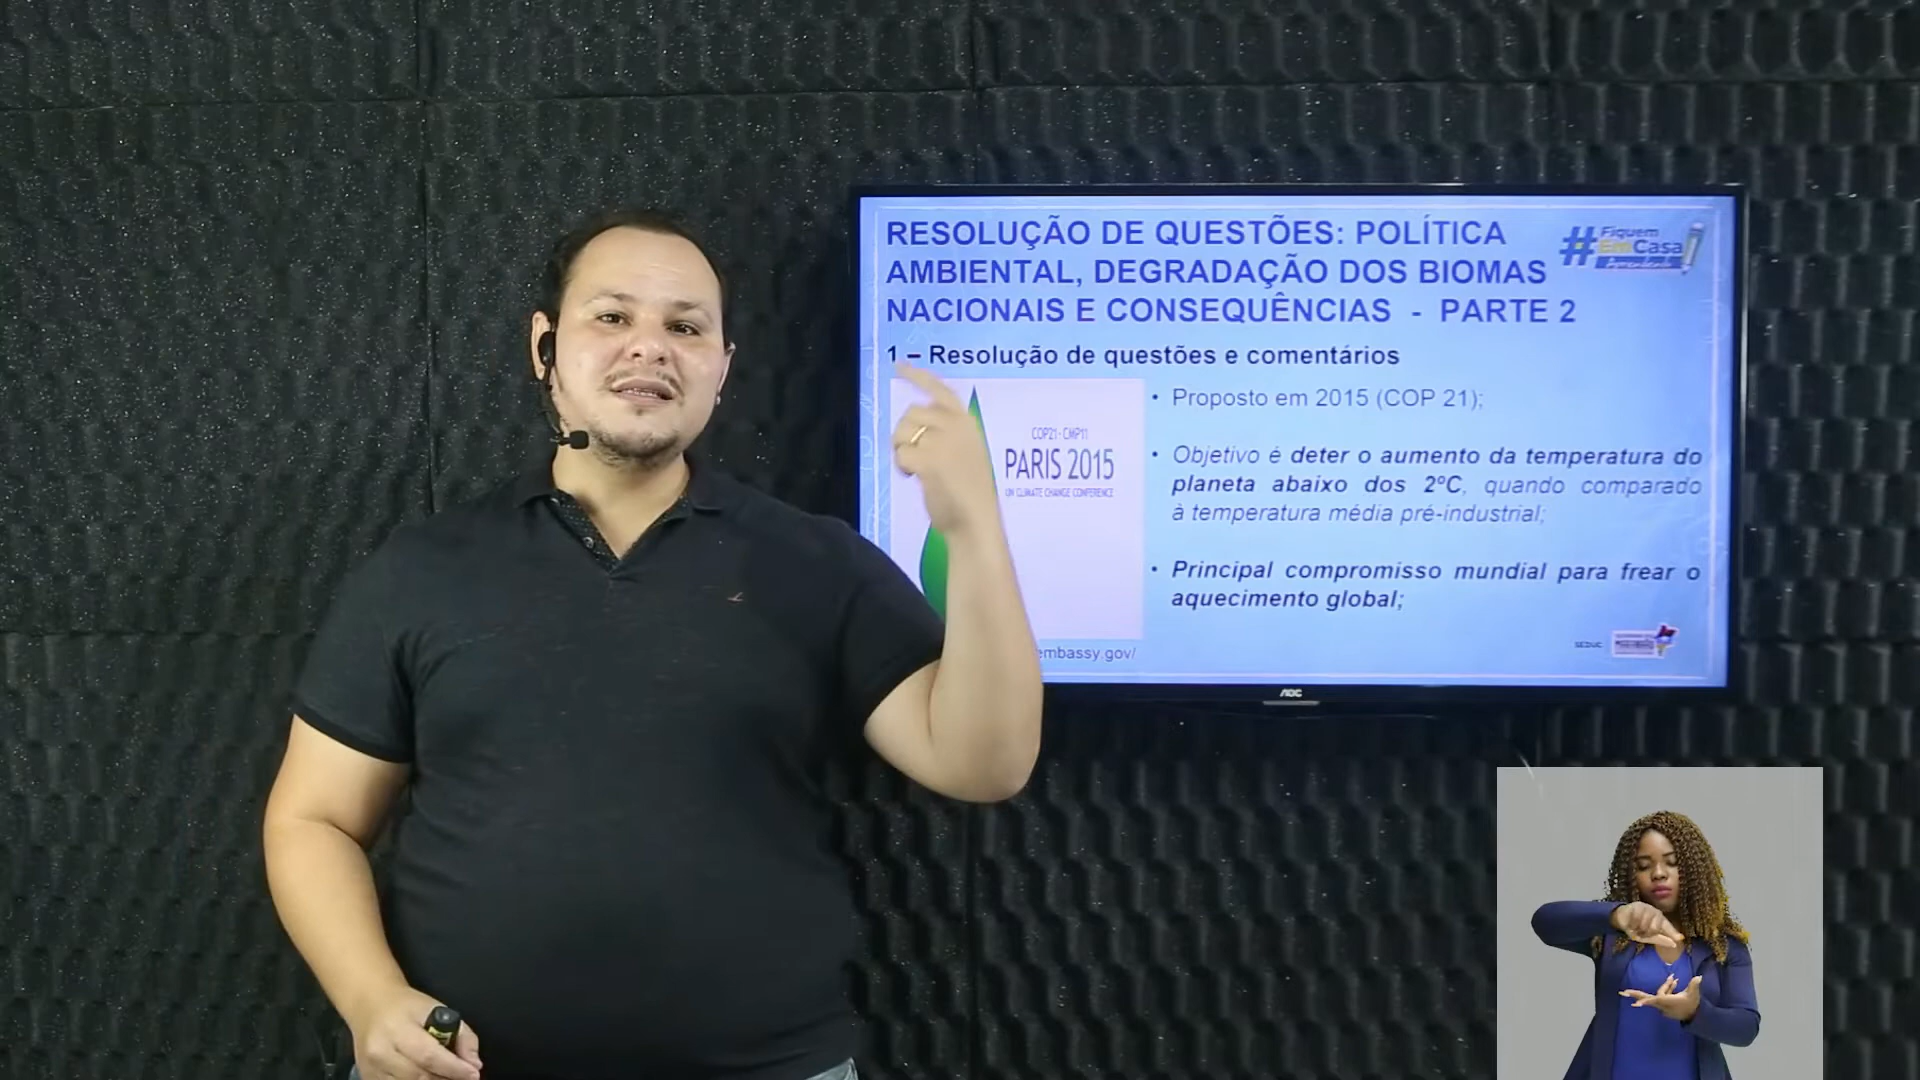 RESOLUÇÃO DE QUESTÕES: POLÍTICA
AMBIENTAL, DEGRADAÇÃO DOS BIOMAS
NACIONAIS E CONSEQUÊNCIAS - PARTE 2
#Fiquem
EmCasa
1 – Resolução de questões e comentários
COP21 - CMP11
PARIS 2015
UN CLIMATE CHANGE CONFERENCE
embassy.gov/
• Proposto em 2015 (COP 21);
• Objetivo é deter o aumento da temperatura do
planeta abaixo dos 2ºC, quando comparado
à temperatura média pré-industrial;
• Principal compromisso mundial para frear o
aquecimento global;
SEDUC
AOC